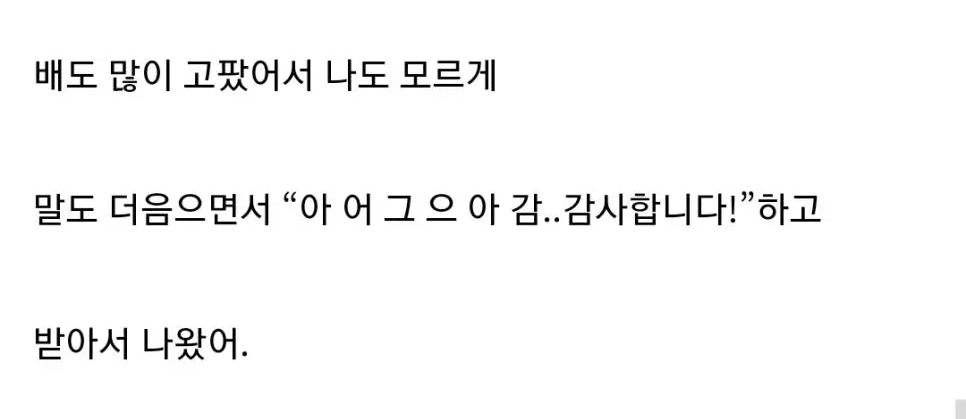 배도 많이 고팠어서 나도 모르게
말도 더음으면서 “아 어 그 으 아 감..감사합니다!”하고
받아서 나왔어.